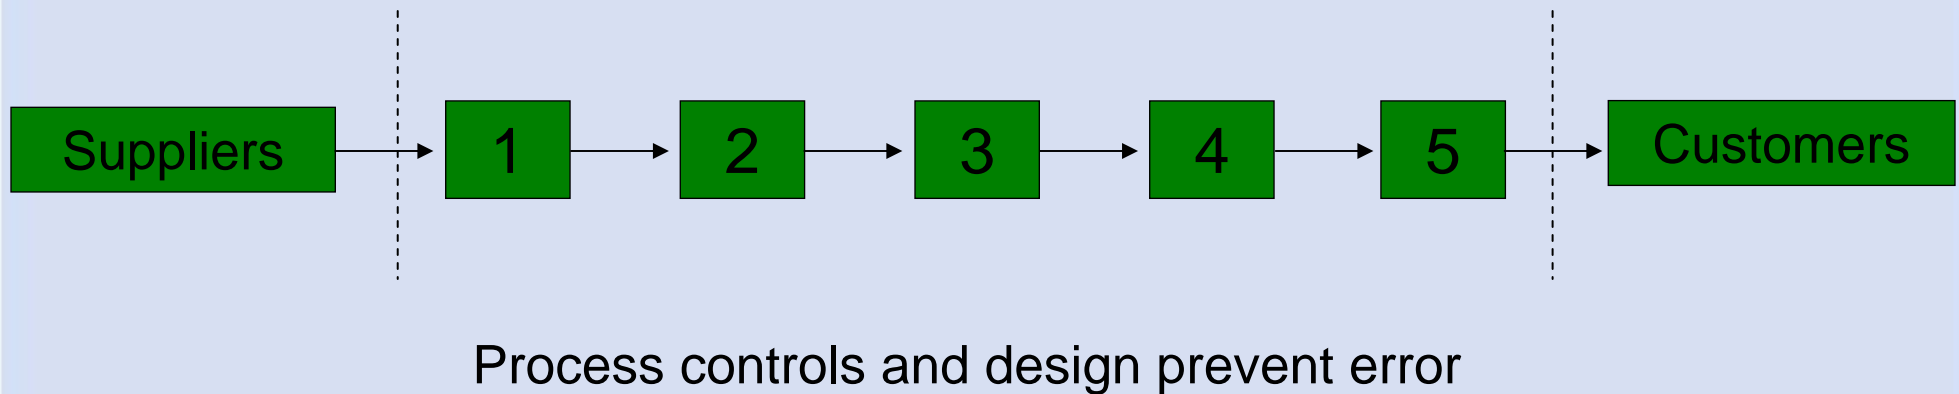 Suppliers 1 2 3 4 5 Customers
Process controls and design prevent error